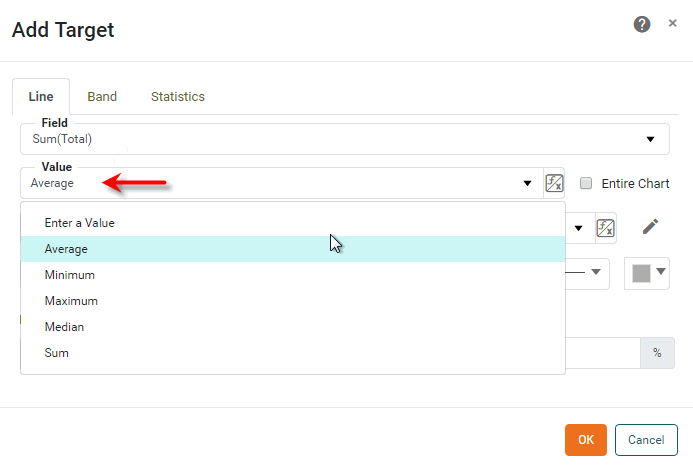 Add Target
? ×
Line Band Statistics
Field
Sum(Total)
Value
Average
Entire Chart
Enter a Value
Average
Minimum
Maximum
Median
Sum
%
OK Cancel